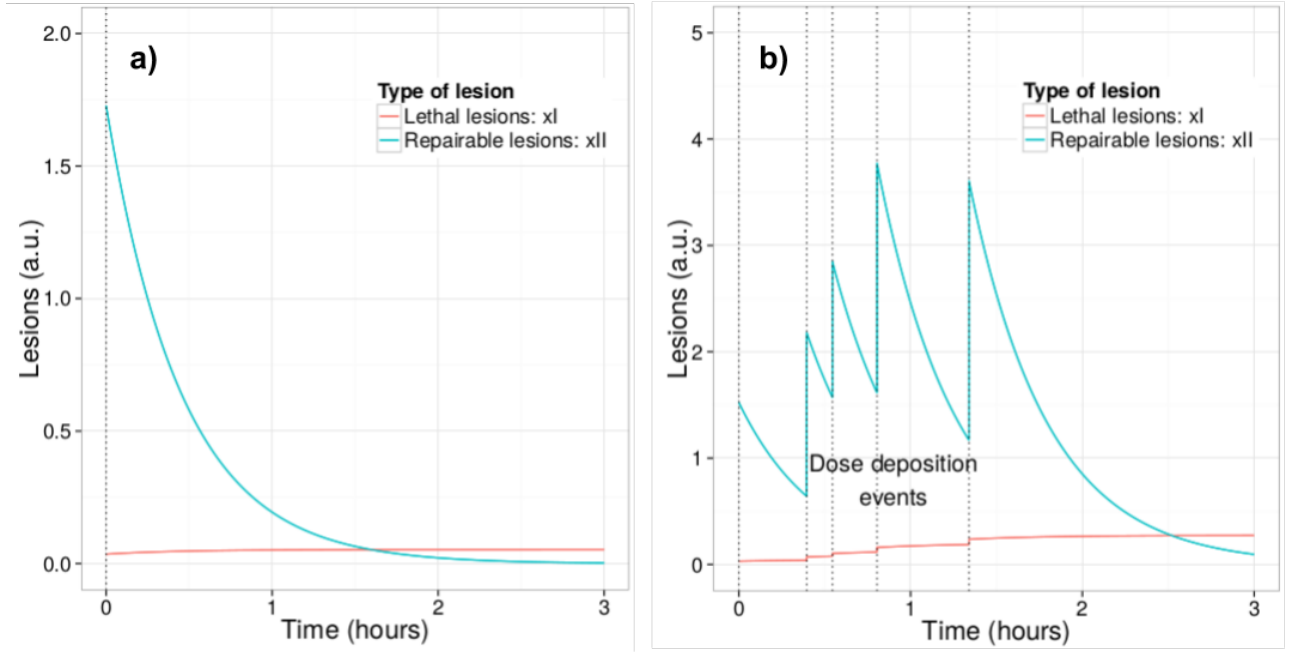 a)
2.0
1.5
1.0
0.5
0.0
Lesions (a.u.)
Type of lesion
Lethal lesions: xI
Repairable lesions: xII
0 1 2 3
Time (hours)
b)
5
4
3
2
1
0
Lesions (a.u.)
Type of lesion
Lethal lesions: xI
Repairable lesions: xII
Dose deposition
events
0 1 2 3
Time (hours)